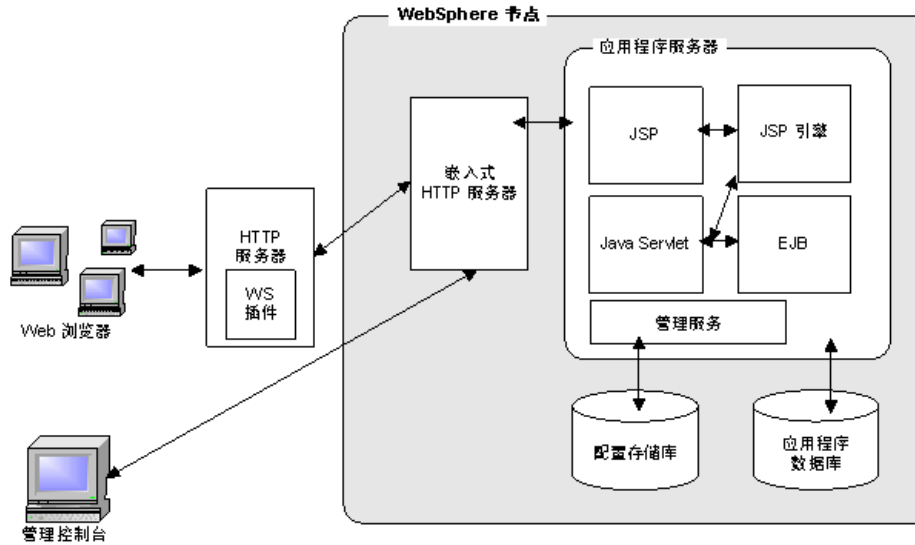 WebSphere 节点
应用程序服务器
JSP
JSP 引擎
嵌入式
HTTP 服务器
HTTP
服务器
WS
插件
Java Servlet
EJB
Web 浏览器
管理服务
配置存储库
应用程序
数据库
管理控制台